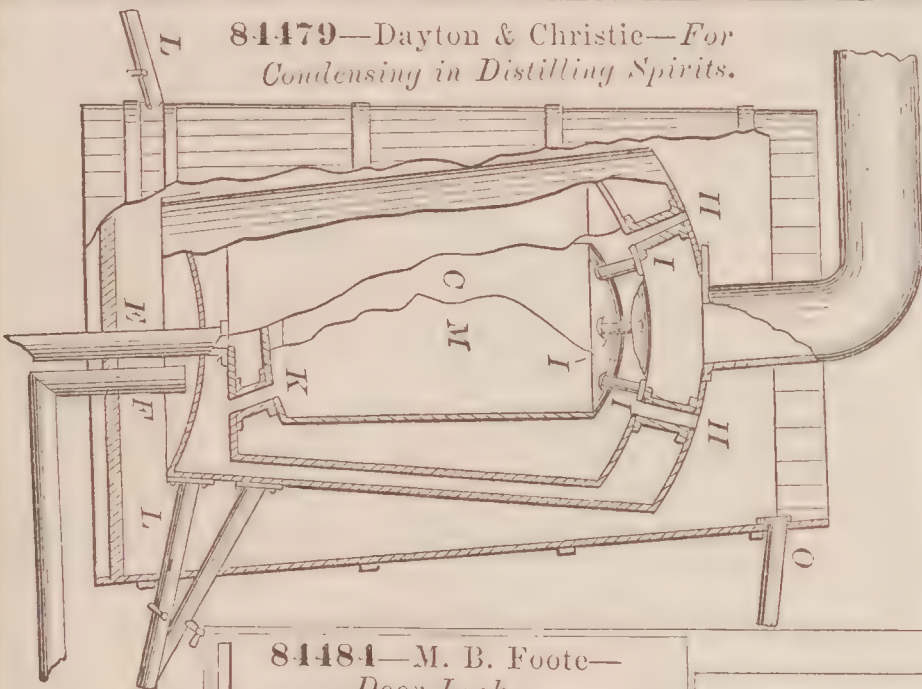 84479—Dayton & Christie—For
Condensing in Distilling Spirits.
L
H
I
C
E
M
I
K
I
F
H
L
O
84484—M. B. Foote—